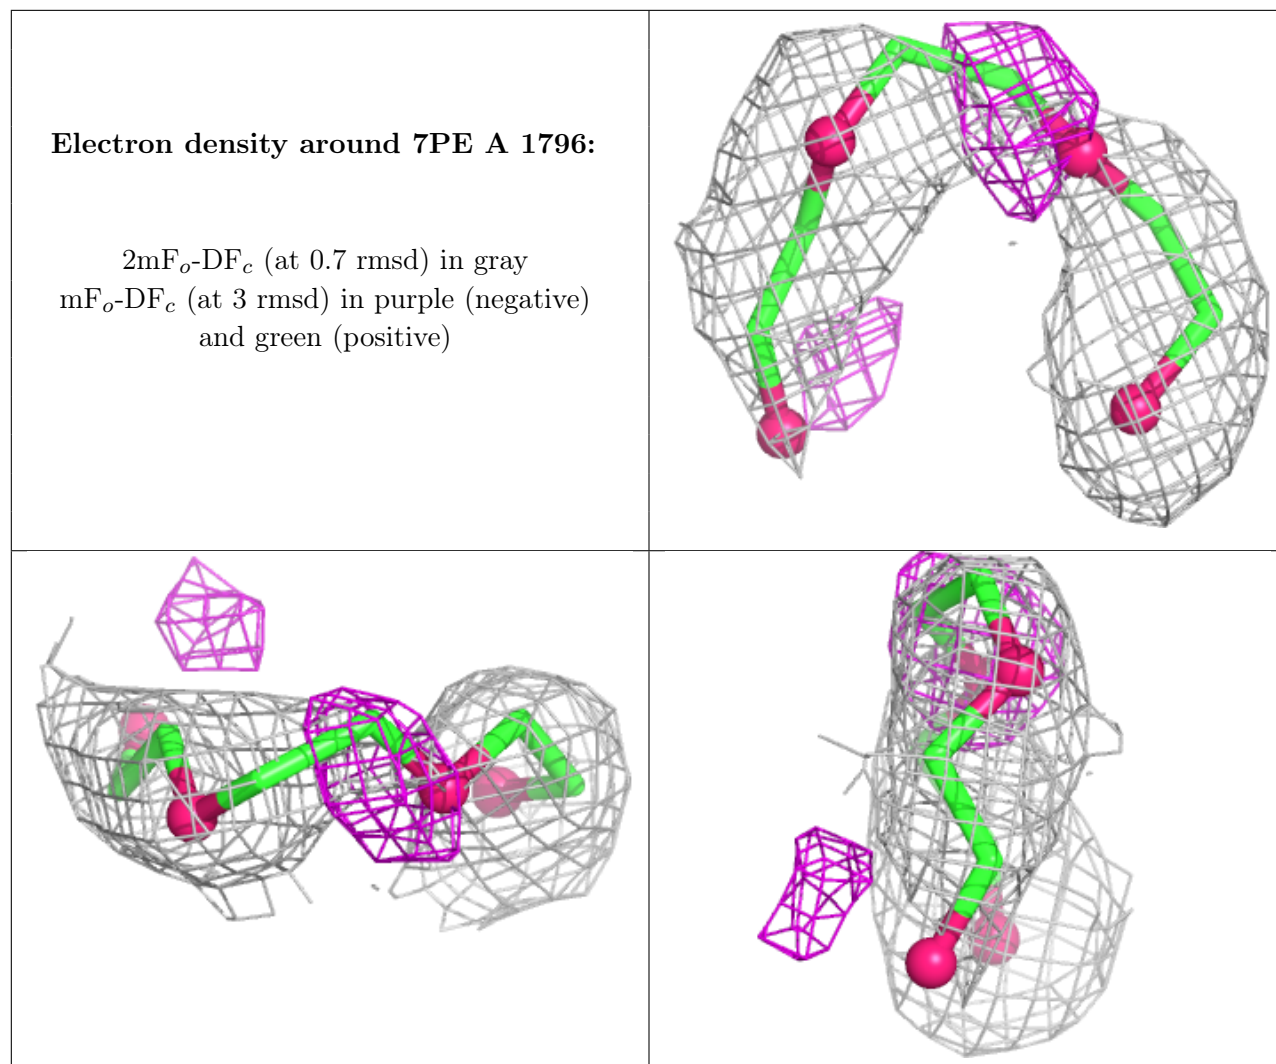 Electron density around 7PE A 1796:
2mFo-DFc (at 0.7 rmsd) in gray
mFo-DFc (at 3 rmsd) in purple (negative)
and green (positive)